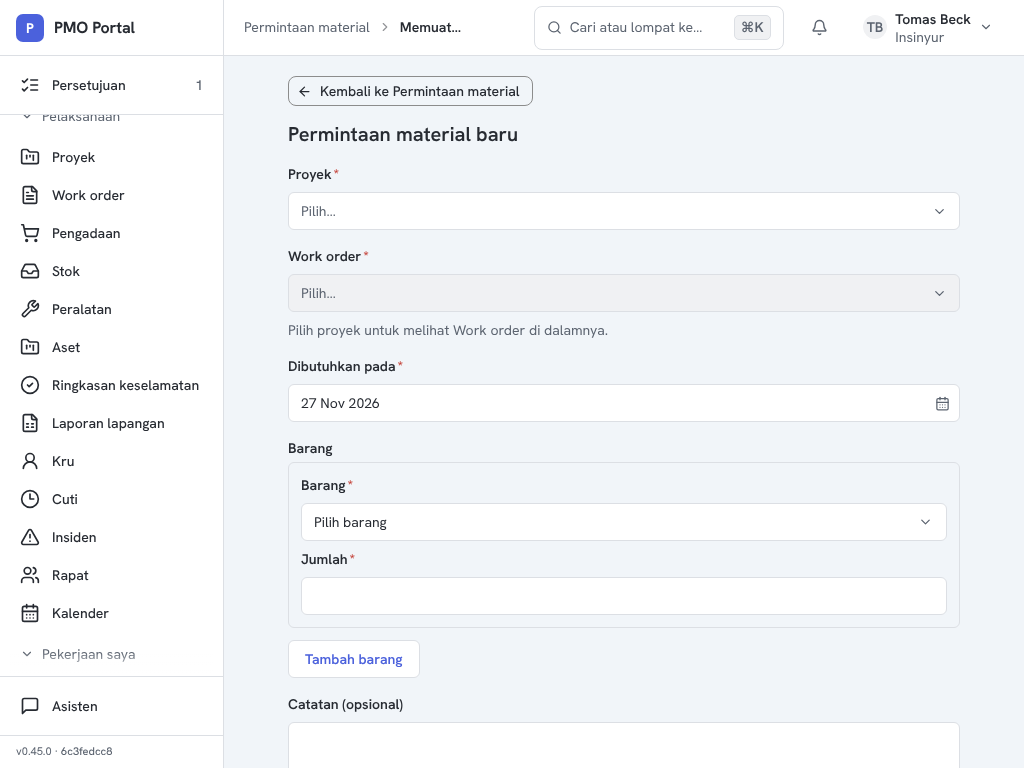 P PMO Portal
Permintaan material > Memuat...
Cari atau lompat ke... ⌘K
TB Tomas Beck
Insinyur
Persetujuan 1
Pelaksanaan
Proyek
Work order
Pengadaan
Stok
Peralatan
Aset
Ringkasan keselamatan
Laporan lapangan
Kru
Cuti
Insiden
Rapat
Kalender
Pekerjaan saya
Asisten
v0.45.0 · 6c3fedcc8
Kembali ke Permintaan material
Permintaan material baru
Proyek *
Pilih...
Work order *
Pilih...
Pilih proyek untuk melihat Work order di dalamnya.
Dibutuhkan pada *
27 Nov 2026
Barang
Barang *
Pilih barang
Jumlah *
Tambah barang
Catatan (opsional)